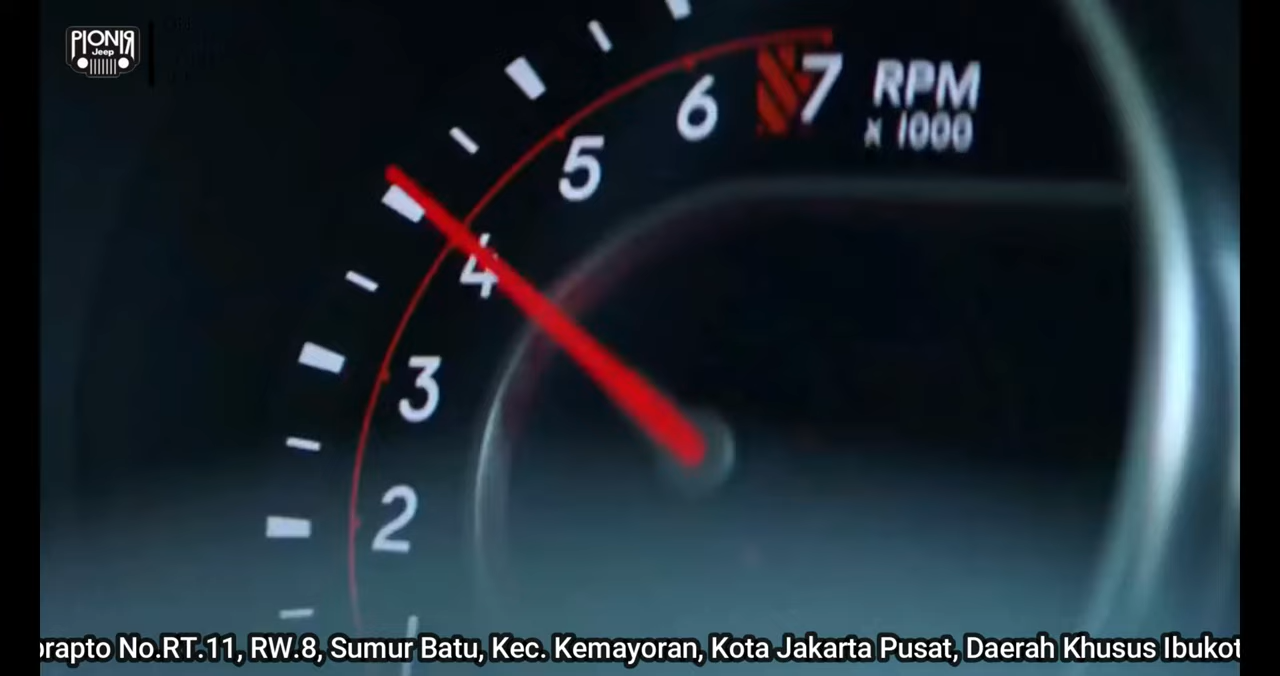 PIONIR
Jeep
7
RPM
6
x 1000
5
4
3
2
orapto No.RT.11, RW.8, Sumur Batu, Kec. Kemayoran, Kota Jakarta Pusat, Daerah Khusus Ibukot